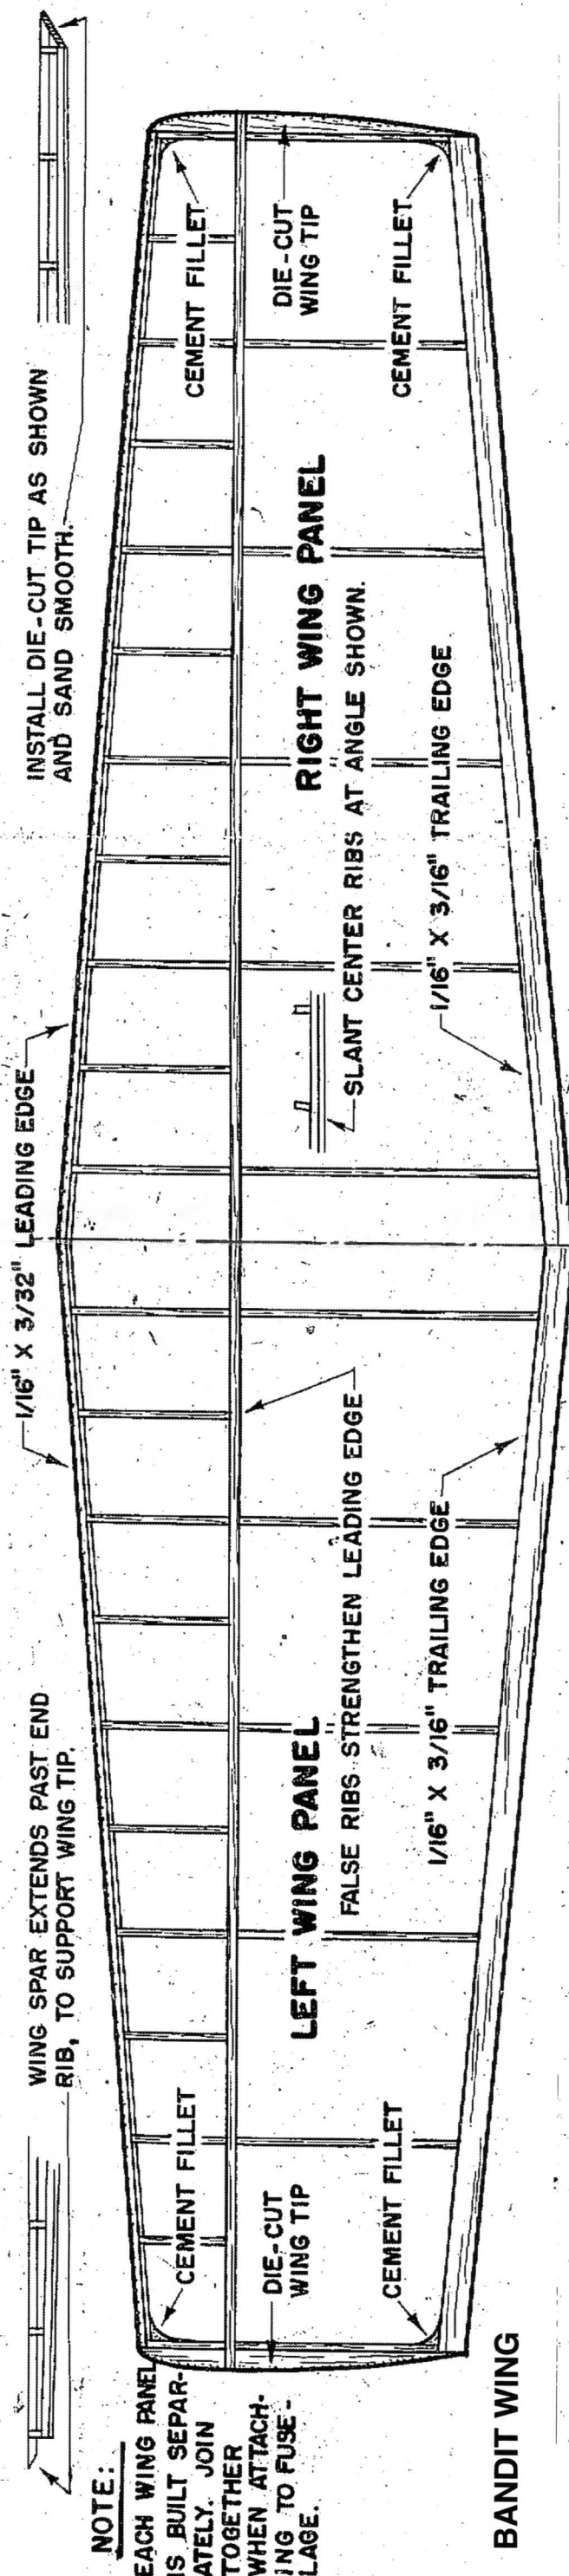 NOTE:
EACH WING PANEL
IS BUILT SEPAR-
ATELY. JOIN
TOGETHER
WHEN ATTACH-
ING TO FUSE-
LAGE.
WING SPAR EXTENDS PAST END
RIB, TO SUPPORT WING TIP.
1/16" X 3/32" LEADING EDGE
INSTALL DIE-CUT TIP AS SHOWN
AND SAND SMOOTH.
CEMENT FILLET
DIE-CUT
WING TIP
CEMENT FILLET
LEFT WING PANEL
FALSE RIBS STRENGTHEN LEADING EDGE
1/16" X 3/16" TRAILING EDGE
RIGHT WING PANEL
SLANT CENTER RIBS AT ANGLE SHOWN.
1/16" X 3/16" TRAILING EDGE
CEMENT FILLET
DIE-CUT
WING TIP
CEMENT FILLET
BANDIT WING